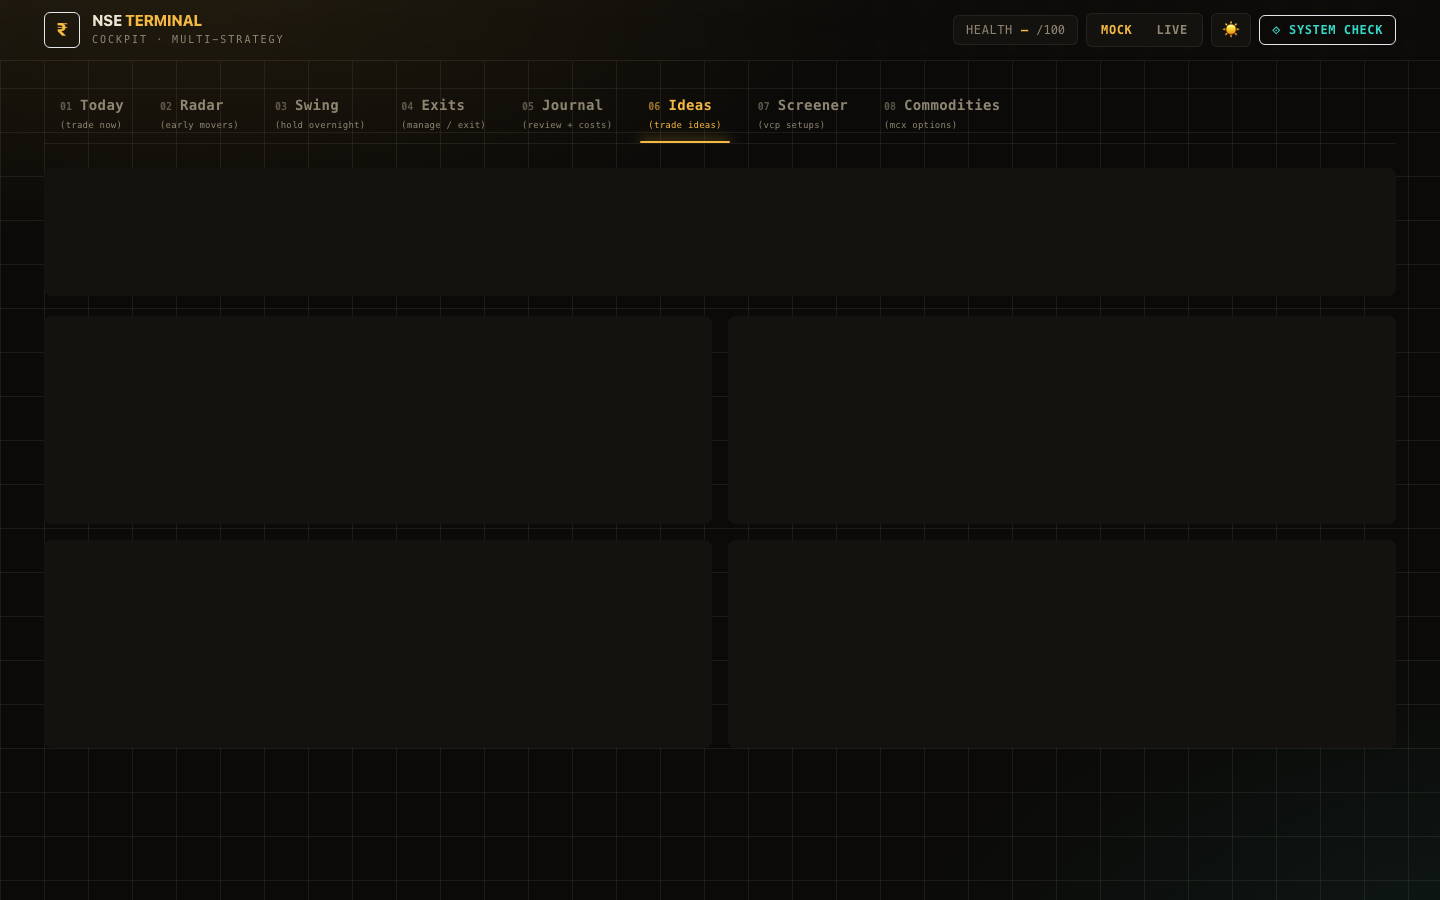 ₹
NSE TERMINAL
COCKPIT · MULTI-STRATEGY
HEALTH — /100
MOCK LIVE
◇ SYSTEM CHECK
01 Today
(trade now)
02 Radar
(early movers)
03 Swing
(hold overnight)
04 Exits
(manage / exit)
05 Journal
(review + costs)
06 Ideas
(trade ideas)
07 Screener
(vcp setups)
08 Commodities
(mcx options)